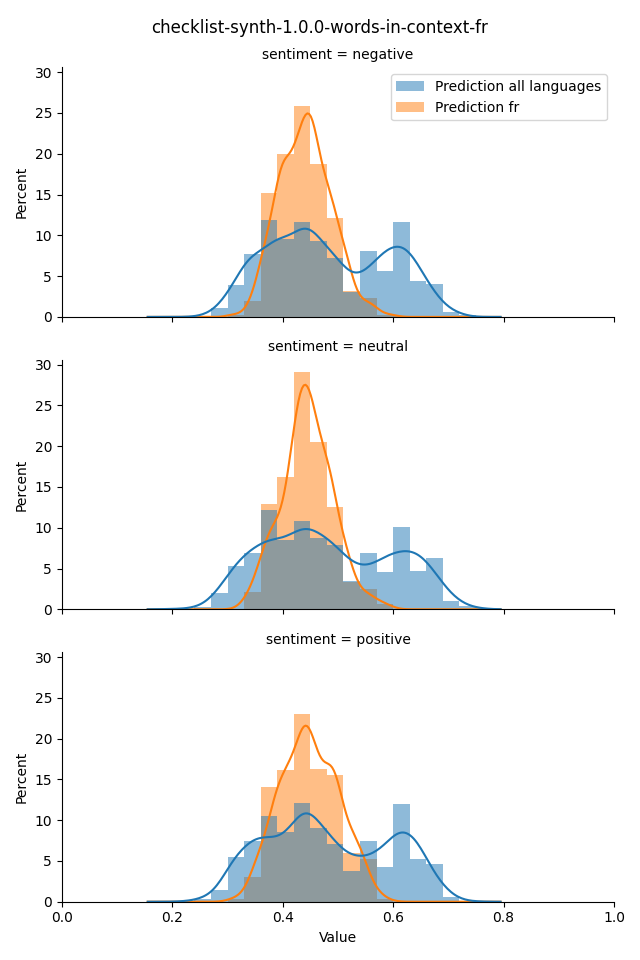 checklist-synth-1.0.0-words-in-context-fr
sentiment = negative
30
25
20
15
10
5
0
Percent
Prediction all languages
Prediction fr
sentiment = neutral
30
25
20
15
10
5
0
Percent
sentiment = positive
30
25
20
15
10
5
0
Percent
0.0 0.2 0.4 0.6 0.8 1.0
Value